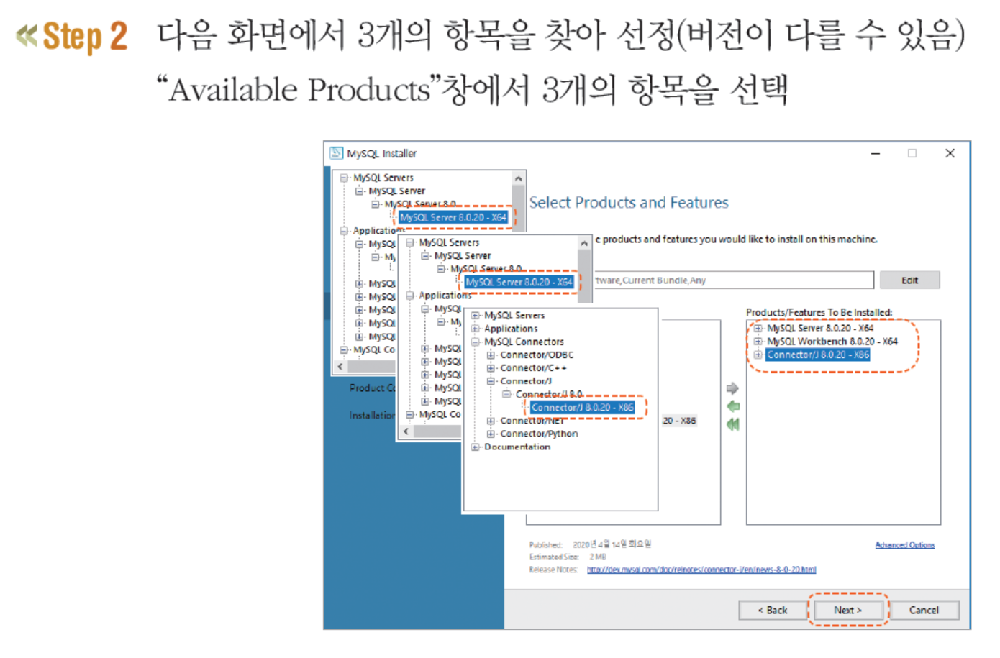 ≪Step 2 다음 화면에서 3개의 항목을 찾아 선정(버전이 다를 수 있음)
“Available Products”창에서 3개의 항목을 선택
MySQL Installer
MySQL Servers
MySQL Server
MySQL Server 8.0
MySQL Server 8.0.20 - X64
Applications
MySQL
My
MySQL
MySQL
MySQL
MySQL
MySQL
MySQL Co
Product Co
Installation
MySQL Servers
MySQL Server
MySQL Server 8.0
MySQL Server 8.0.20 - X64
Applications
MySQL
My
MySQL
MySQL
MySQL
MySQL
MySQL
MySQL Co
MySQL Servers
Applications
MySQL Connectors
Connector/ODBC
Connector/C++
Connector/J
Connector/J 8.0
Connector/J 8.0.20 - X86
Connector/NET
Connector/Python
Documentation
Select Products and Features
e products and features you would like to install on this machine.
tware,Current Bundle,Any
Edit
.20 - X86
Products/Features To Be Installed:
MySQL Server 8.0.20 - X64
MySQL Workbench 8.0.20 - X64
Connector/J 8.0.20 - X86
Published: 2020년 4월 14일 화요일
Advanced Options
Estimated Size: 2 MB
Release Notes: http://dev.mysql.com/doc/relnotes/connector-j/en/news-8-0-20.html
< Back
Next >
Cancel